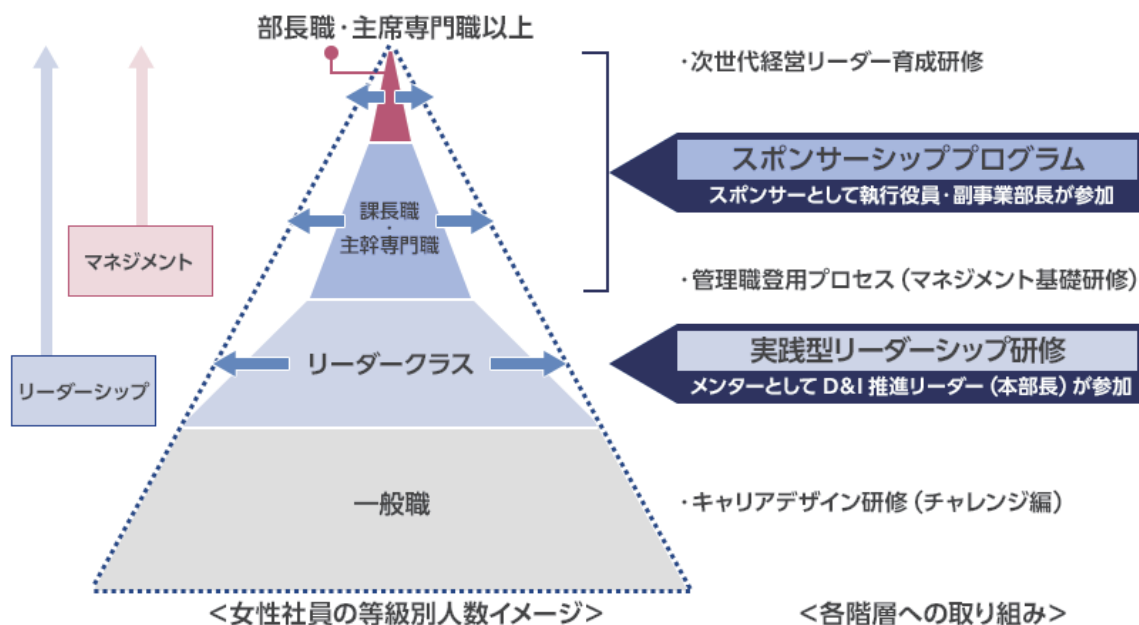 部長職・主席専門職以上
・次世代経営リーダー育成研修
スポンサーシッププログラム
スポンサーとして執行役員・副事業部長が参加
課長職
・
主幹専門職
マネジメント
・管理職登用プロセス(マネジメント基礎研修)
実践型リーダーシップ研修
メンターとして D&I 推進リーダー(本部長)が参加
リーダークラス
リーダーシップ
一般職
・キャリアデザイン研修(チャレンジ編)
<女性社員の等級別人数イメージ>
<各階層への取り組み>